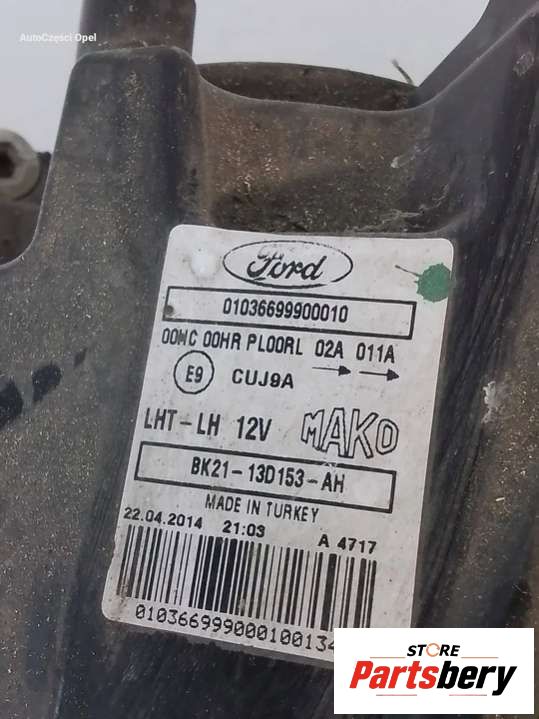 AutoCzęści Opel
Ford
01036699900010
00WC 00HR PL00RL 02A 011A
E9 CUJ9A
LHT-LH 12V MAKO
BK21-13D153-AH
MADE IN TURKEY
22.04.2014 21:03 A 4717
STORE
Partsbery